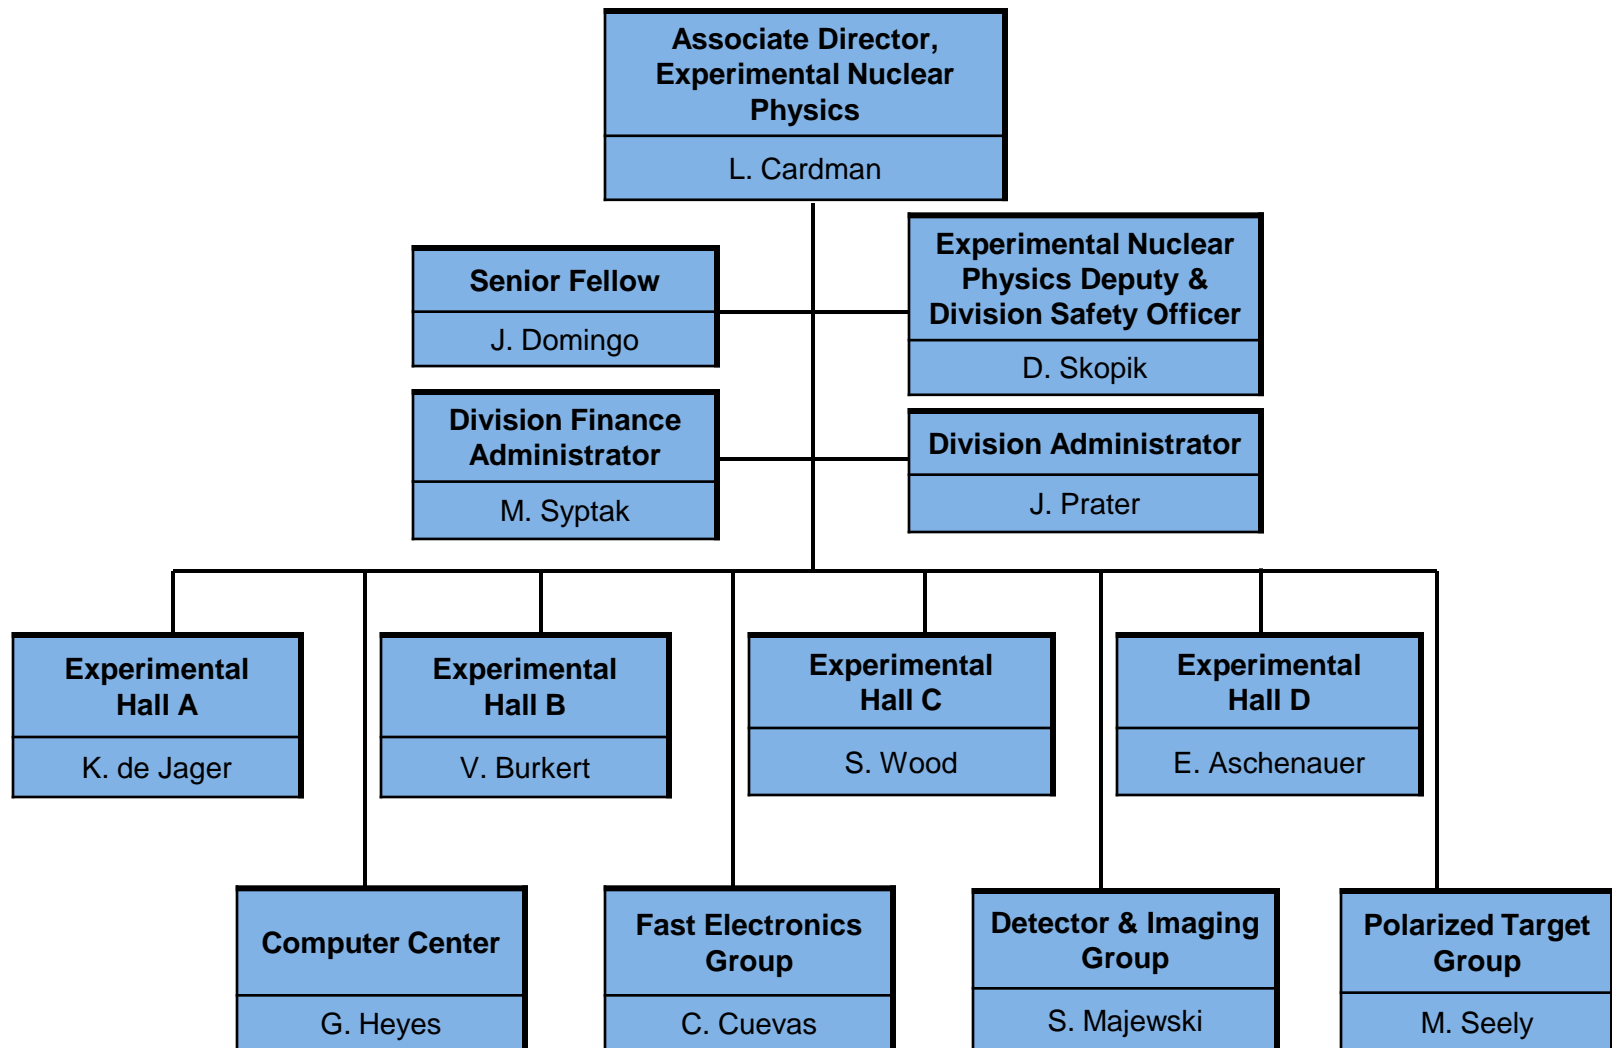 Associate Director,
Experimental Nuclear
Physics
L. Cardman
Senior Fellow
J. Domingo
Experimental Nuclear
Physics Deputy &
Division Safety Officer
D. Skopik
Division Finance
Administrator
M. Syptak
Division Administrator
J. Prater
Experimental
Hall A
K. de Jager
Experimental
Hall B
V. Burkert
Experimental
Hall C
S. Wood
Experimental
Hall D
E. Aschenauer
Computer Center
G. Heyes
Fast Electronics
Group
C. Cuevas
Detector & Imaging
Group
S. Majewski
Polarized Target
Group
M. Seely